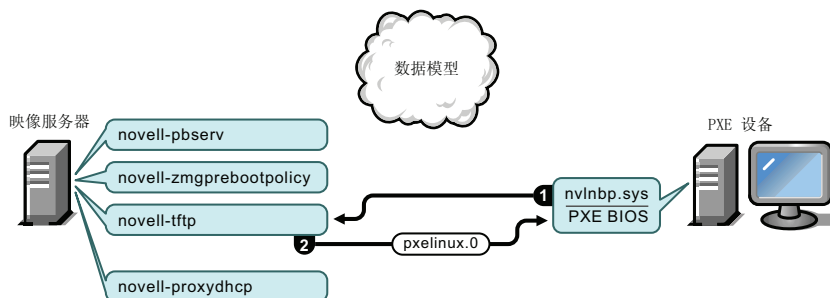 数据模型
映像服务器
novell-pbserv
novell-zmgprebootpolicy
novell-tftp
novell-proxydhcp
PXE 设备
1
nvlnbp.sys
PXE BIOS
2
pxelinux.0